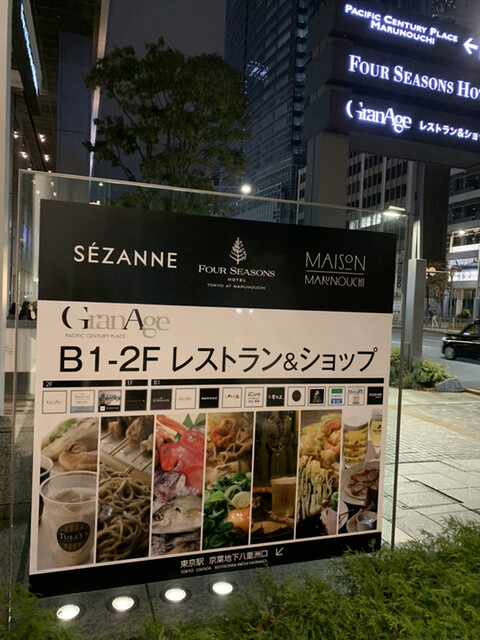 PACIFIC CENTURY PLACE
MARUNOUCHI
FOUR SEASONS HO
GranAge レストラン&ショ
SÉZANNE
FOUR SEASONS
HOTEL
TOKYO AT MARUNOUCHI
MAISON
MARUNOUCHI
GranAge
PACIFIC CENTURY PLACE
B1-2F レストラン&ショップ
2F 1F B1
TULLY'S
東京駅 京葉地下八重洲口